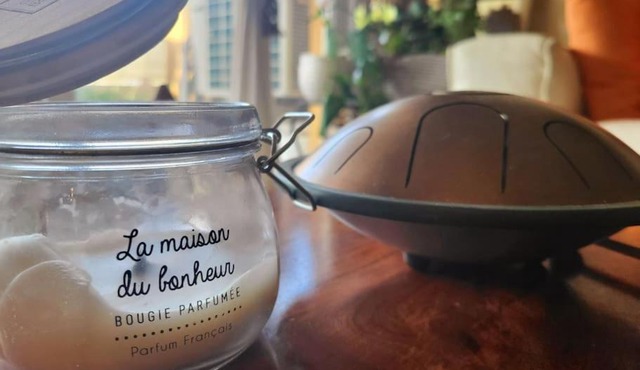 La maison
du bonheur
BOUGIE PARFUMÉE
Parfum Français